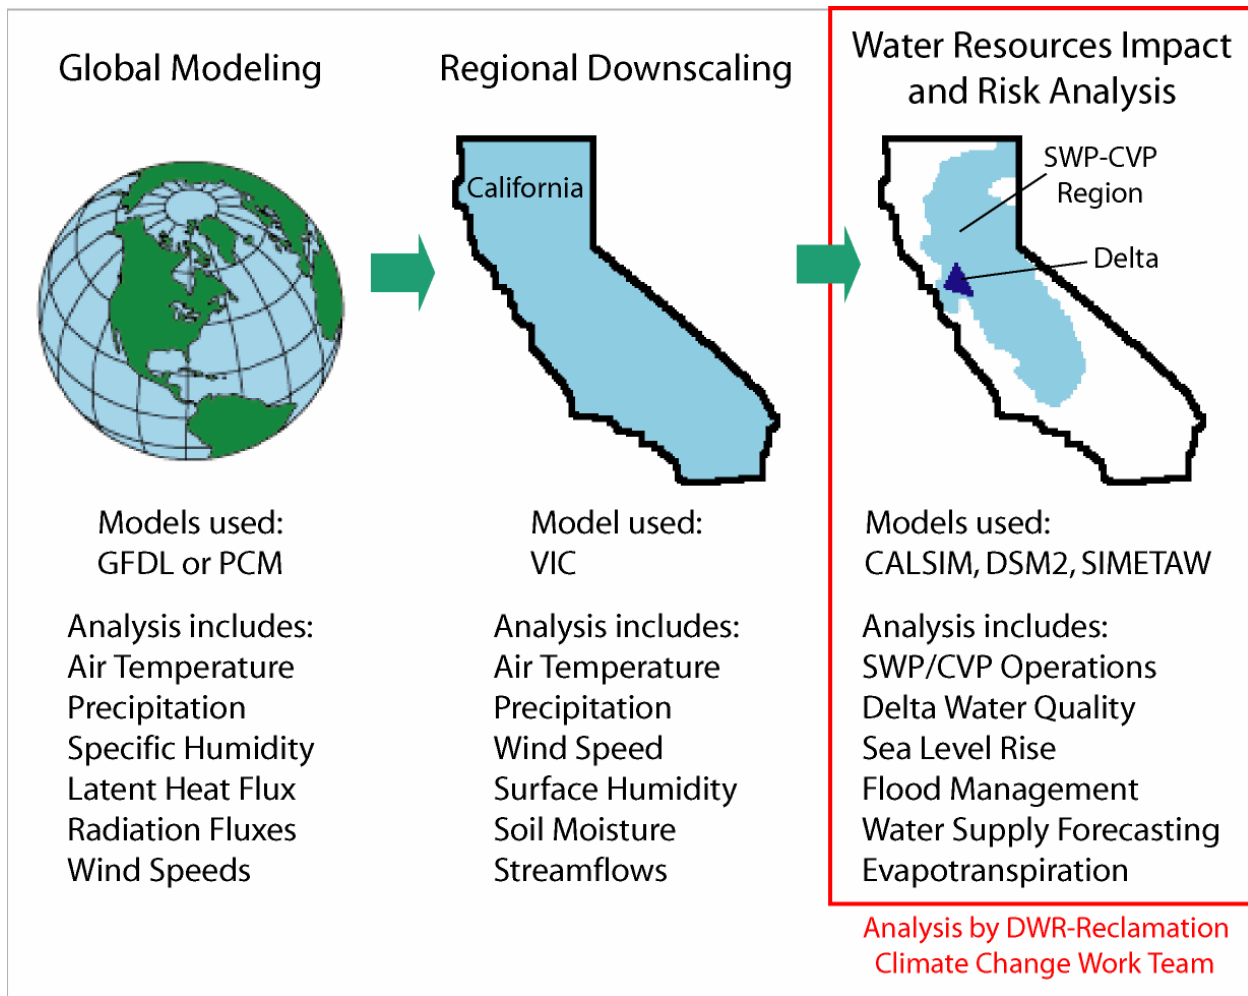 Global Modeling
Models used:
GFDL or PCM
Analysis includes:
Air Temperature
Precipitation
Specific Humidity
Latent Heat Flux
Radiation Fluxes
Wind Speeds
Regional Downscaling
California
Model used:
VIC
Analysis includes:
Air Temperature
Precipitation
Wind Speed
Surface Humidity
Soil Moisture
Streamflows
Water Resources Impact
and Risk Analysis
SWP-CVP
Region
Delta
Models used:
CALSIM, DSM2, SIMETAW
Analysis includes:
SWP/CVP Operations
Delta Water Quality
Sea Level Rise
Flood Management
Water Supply Forecasting
Evapotranspiration
Analysis by DWR-Reclamation
Climate Change Work Team